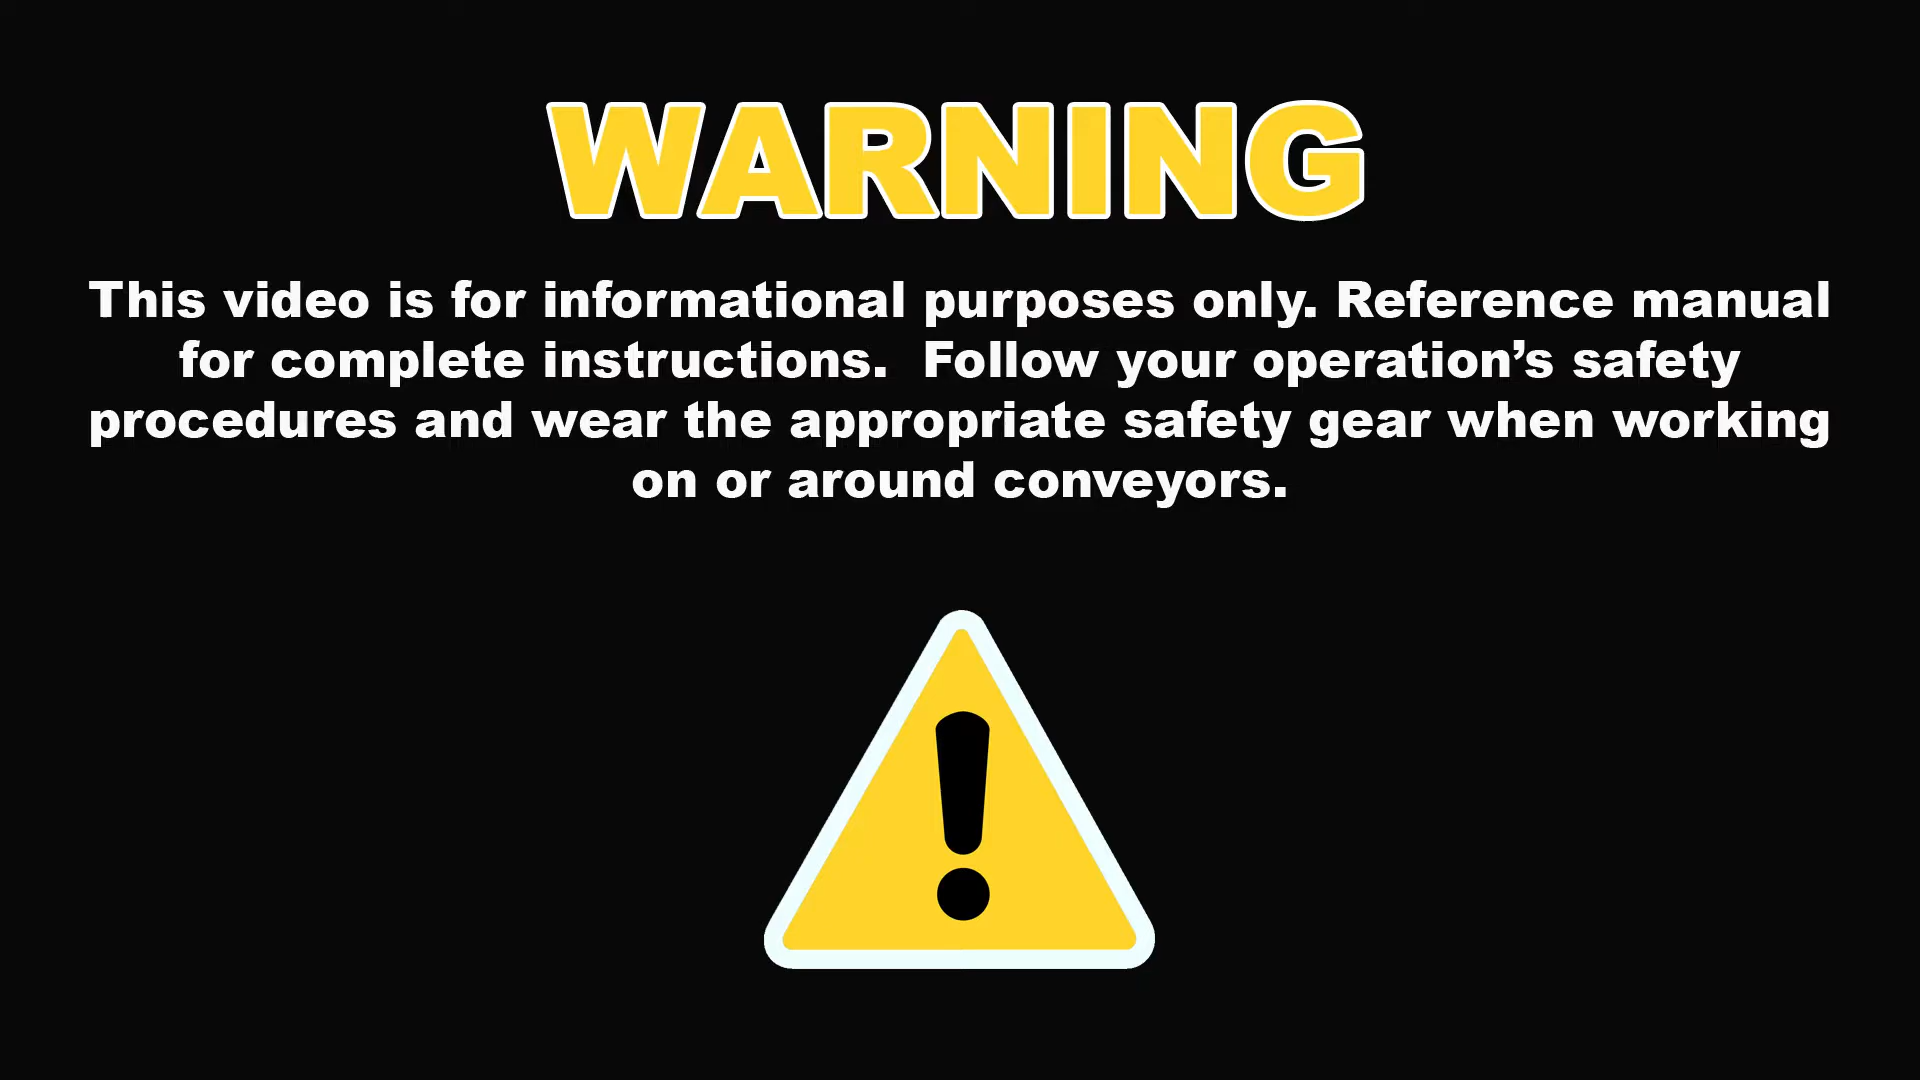 WARNING
This video is for informational purposes only. Reference manual
for complete instructions.  Follow your operation’s safety
procedures and wear the appropriate safety gear when working
on or around conveyors.